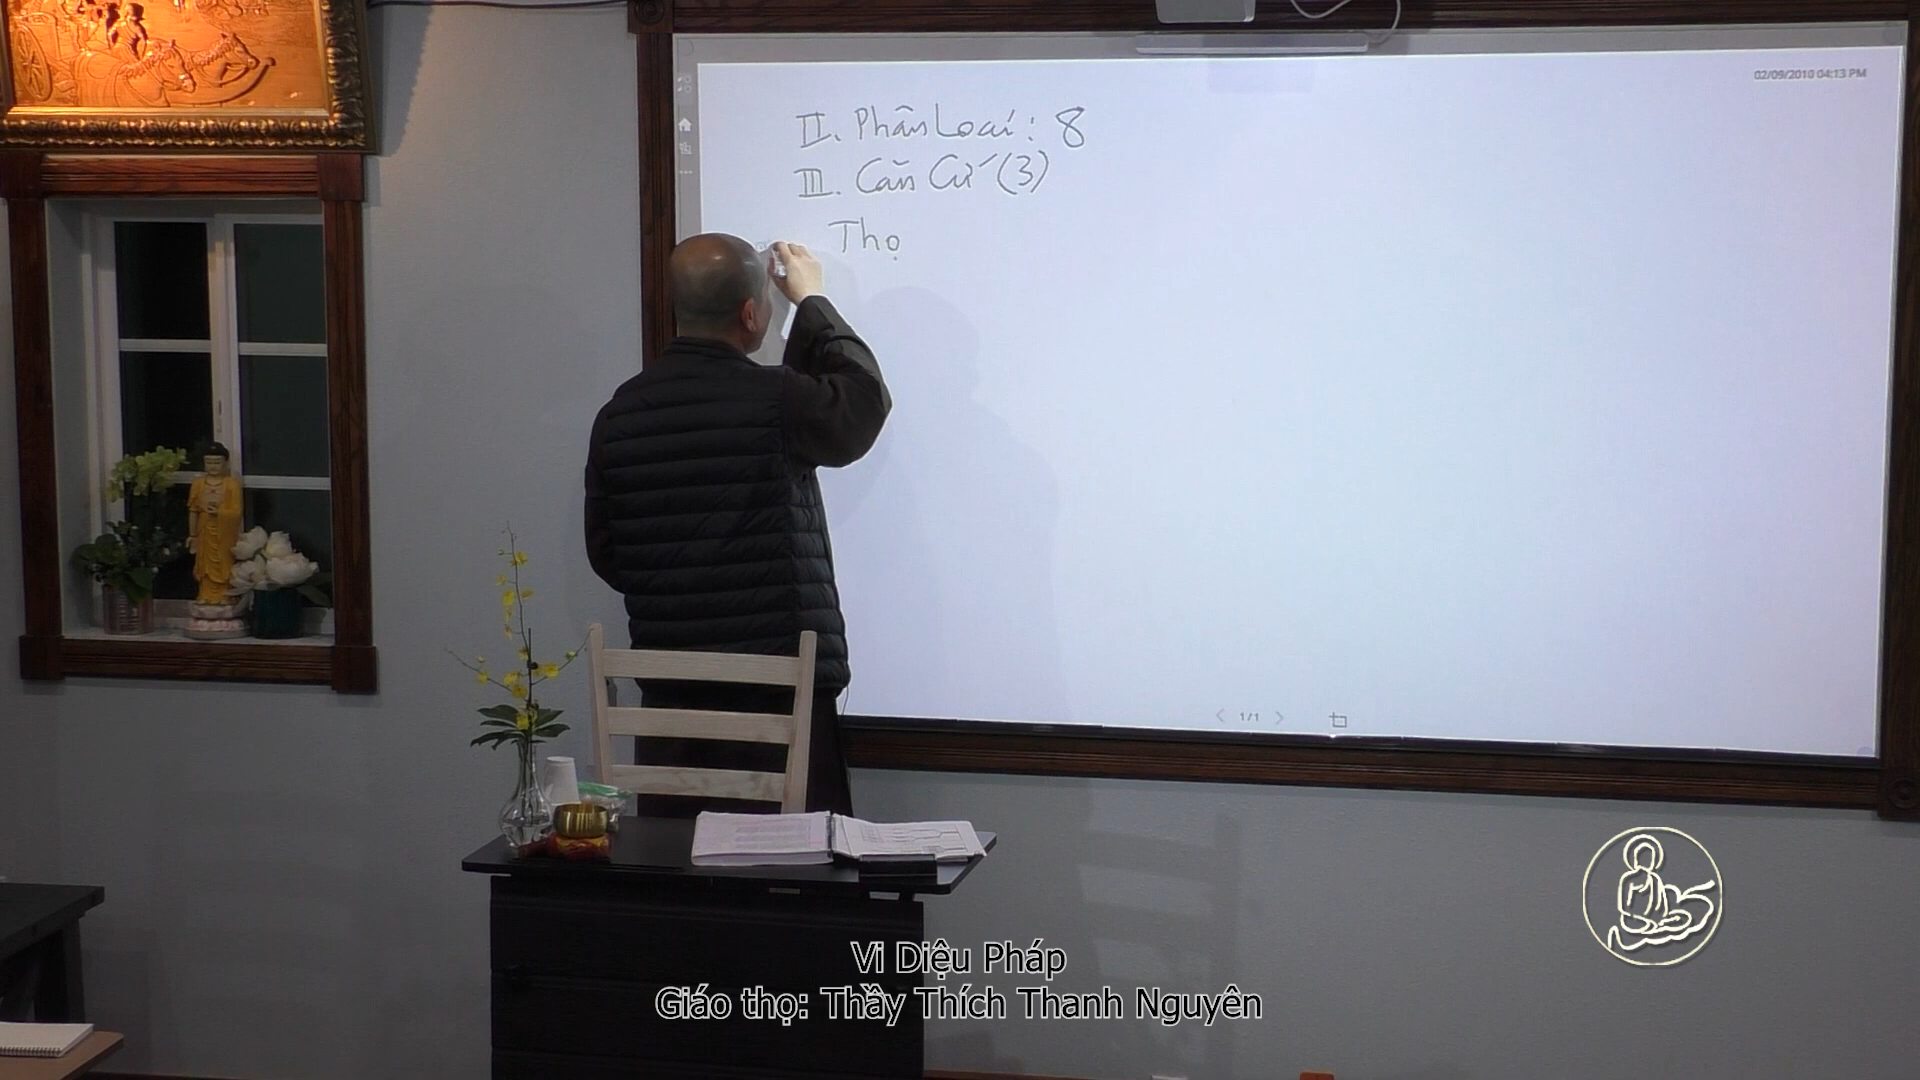 02/09/2010 04:13 PM
II. Phân Loại: 8
III. Căn Cứ (3)
Thọ
1/1
Vi Diệu Pháp
Giáo thọ: Thầy Thích Thanh Nguyên